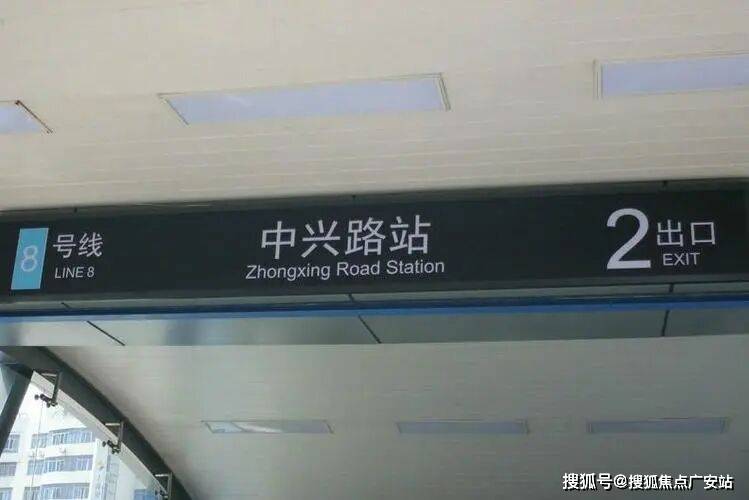 8 号线
LINE 8
中兴路站
Zhongxing Road Station
2 出口
EXIT
搜狐号@搜狐焦点广安站